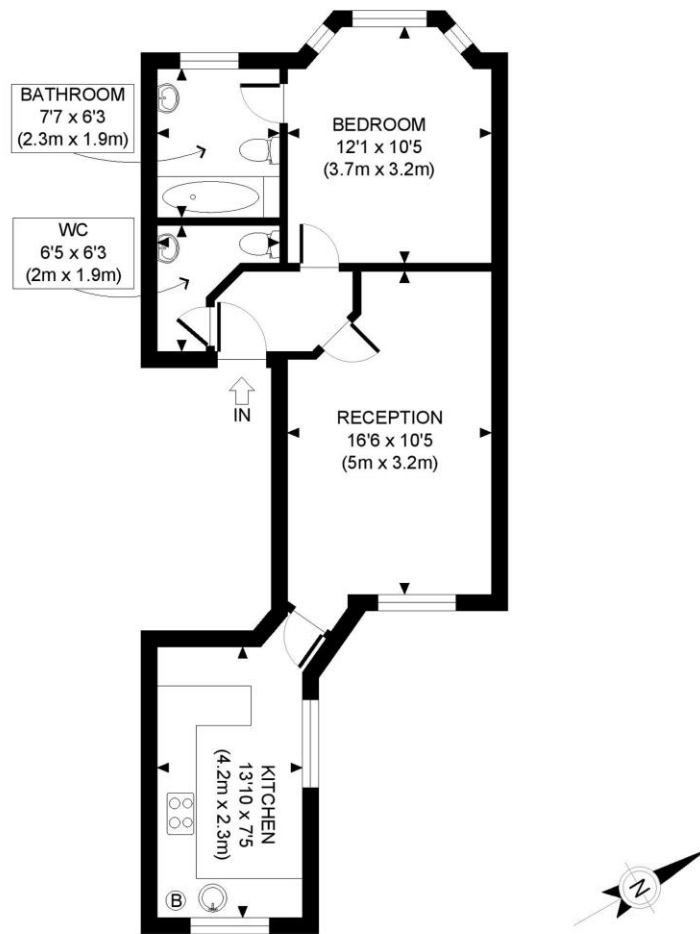 BATHROOM
7'7 x 6'3
(2.3m x 1.9m)
BEDROOM
12'1 x 10'5
(3.7m x 3.2m)
WC
6'5 x 6'3
(2m x 1.9m)
IN
RECEPTION
16'6 x 10'5
(5m x 3.2m)
KITCHEN
13'10 x 7'5
(4.2m x 2.3m)
B
N